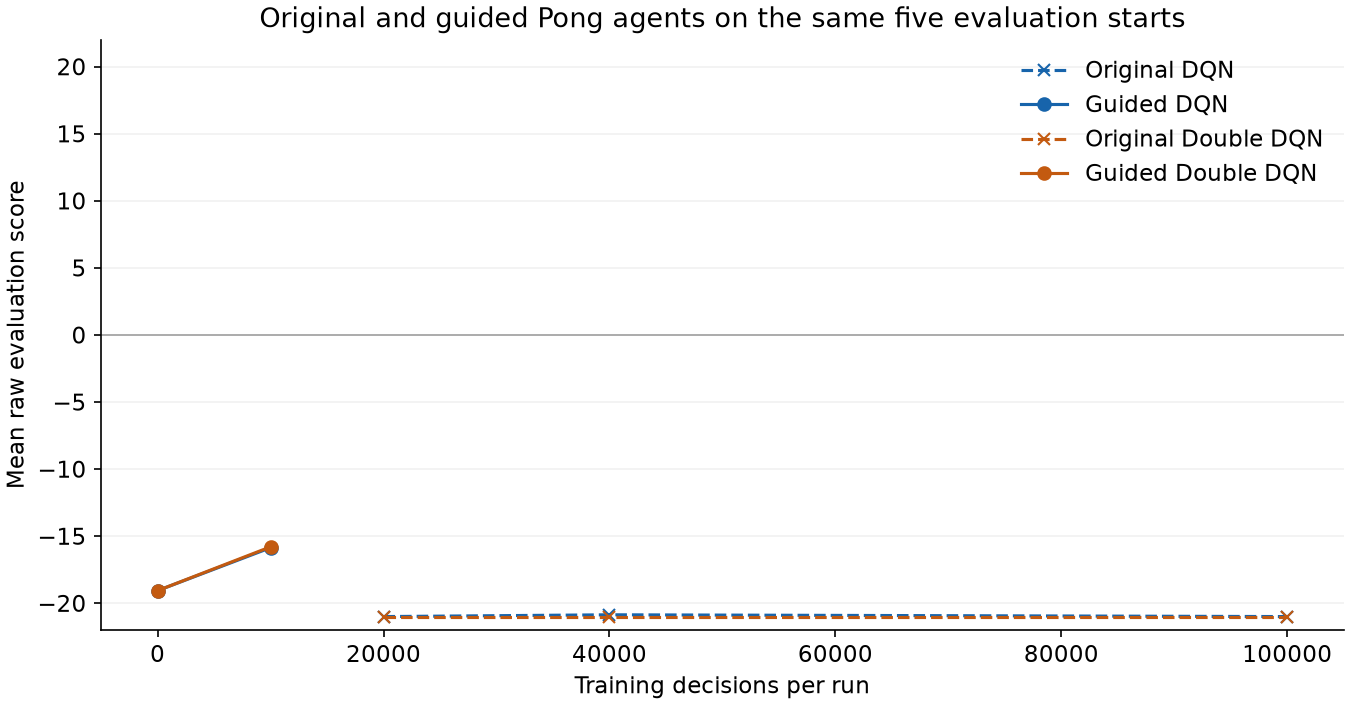 Original and guided Pong agents on the same five evaluation starts
Mean raw evaluation score
20
15
10
5
0
−5
−10
−15
−20
Original DQN
Guided DQN
Original Double DQN
Guided Double DQN
0
20000
40000
60000
80000
100000
Training decisions per run